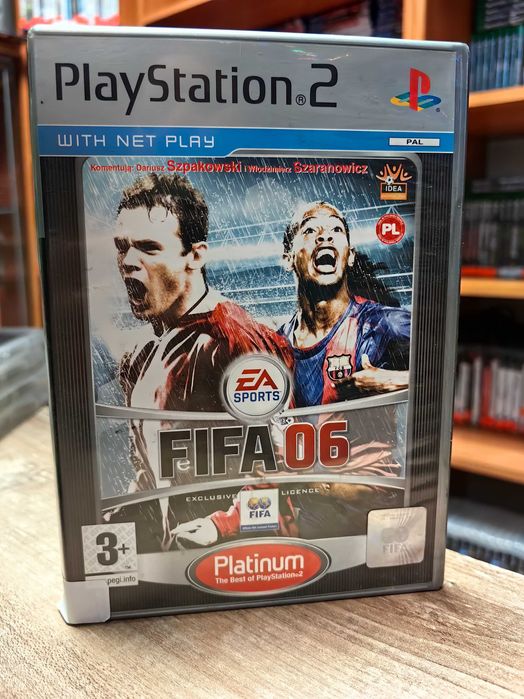 PlayStation®2
WITH NET PLAY
PAL
Komentują: Dariusz Szpakowski i Włodzimierz Szaranowicz
IDEA
PL
EA
SPORTS
FIFA 06
EXCLUSIVE LICENCE
FIFA
FIFA
3+
pegi.info
Platinum
The Best of PlayStation®2